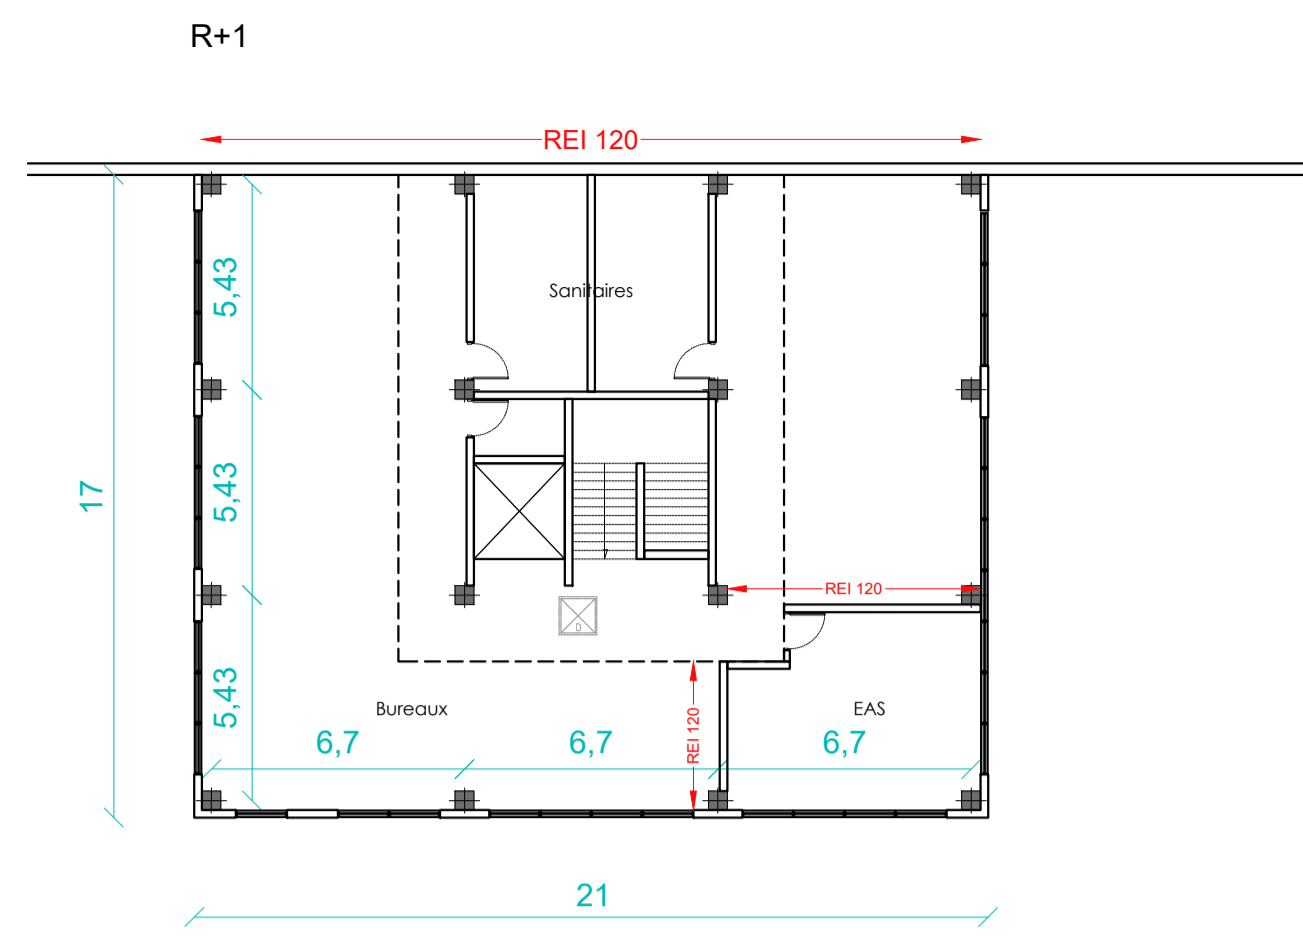 R+1
REI 120
5,43
Sanitaires
17
5,43
REI 120
D
5,43
Bureaux
REI 120
EAS
6,7
6,7
6,7
21